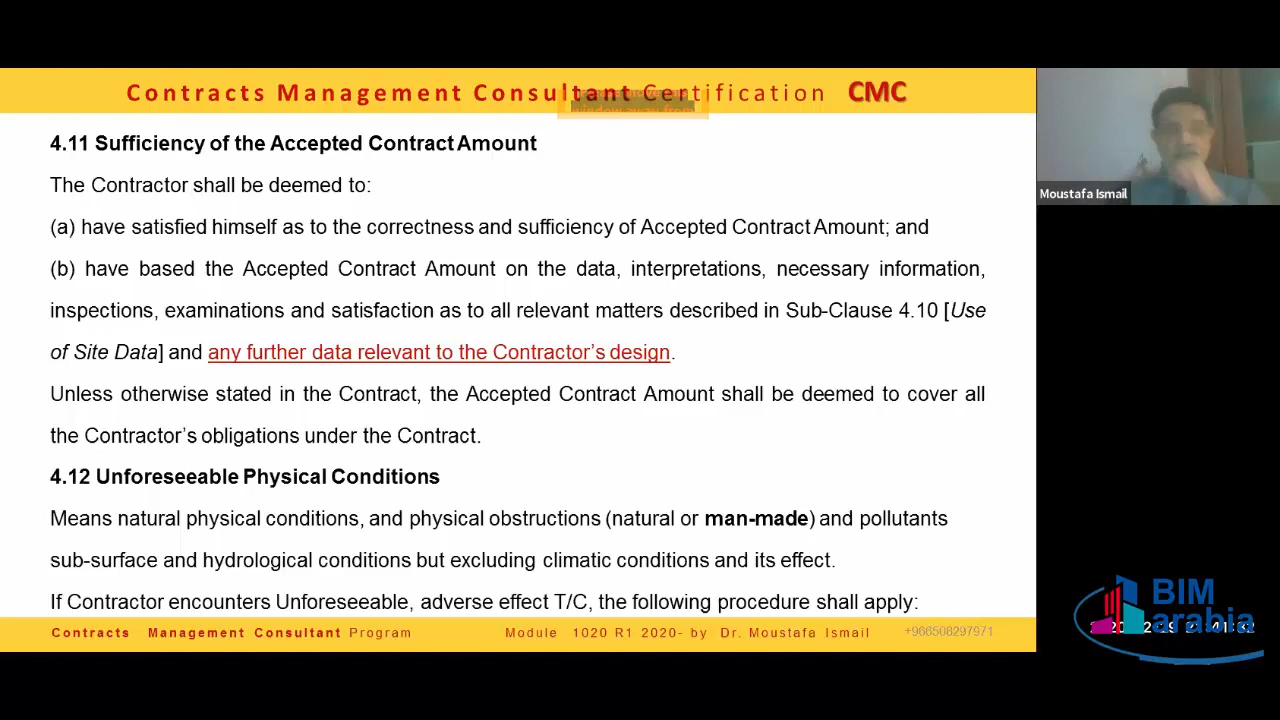 Contracts Management Consultant Certification CMC
4.11 Sufficiency of the Accepted Contract Amount
The Contractor shall be deemed to:
(a) have satisfied himself as to the correctness and sufficiency of Accepted Contract Amount; and
(b) have based the Accepted Contract Amount on the data, interpretations, necessary information,
inspections, examinations and satisfaction as to all relevant matters described in Sub-Clause 4.10 [Use
of Site Data] and any further data relevant to the Contractor's design.
Unless otherwise stated in the Contract, the Accepted Contract Amount shall be deemed to cover all
the Contractor's obligations under the Contract.
4.12 Unforeseeable Physical Conditions
Means natural physical conditions, and physical obstructions (natural or man-made) and pollutants
sub-surface and hydrological conditions but excluding climatic conditions and its effect.
If Contractor encounters Unforeseeable, adverse effect T/C, the following procedure shall apply:
Contracts Management Consultant Program Module 1020 R1 2020- by Dr. Moustafa Ismail +966508297971
Moustafa Ismail
BIM
arabia